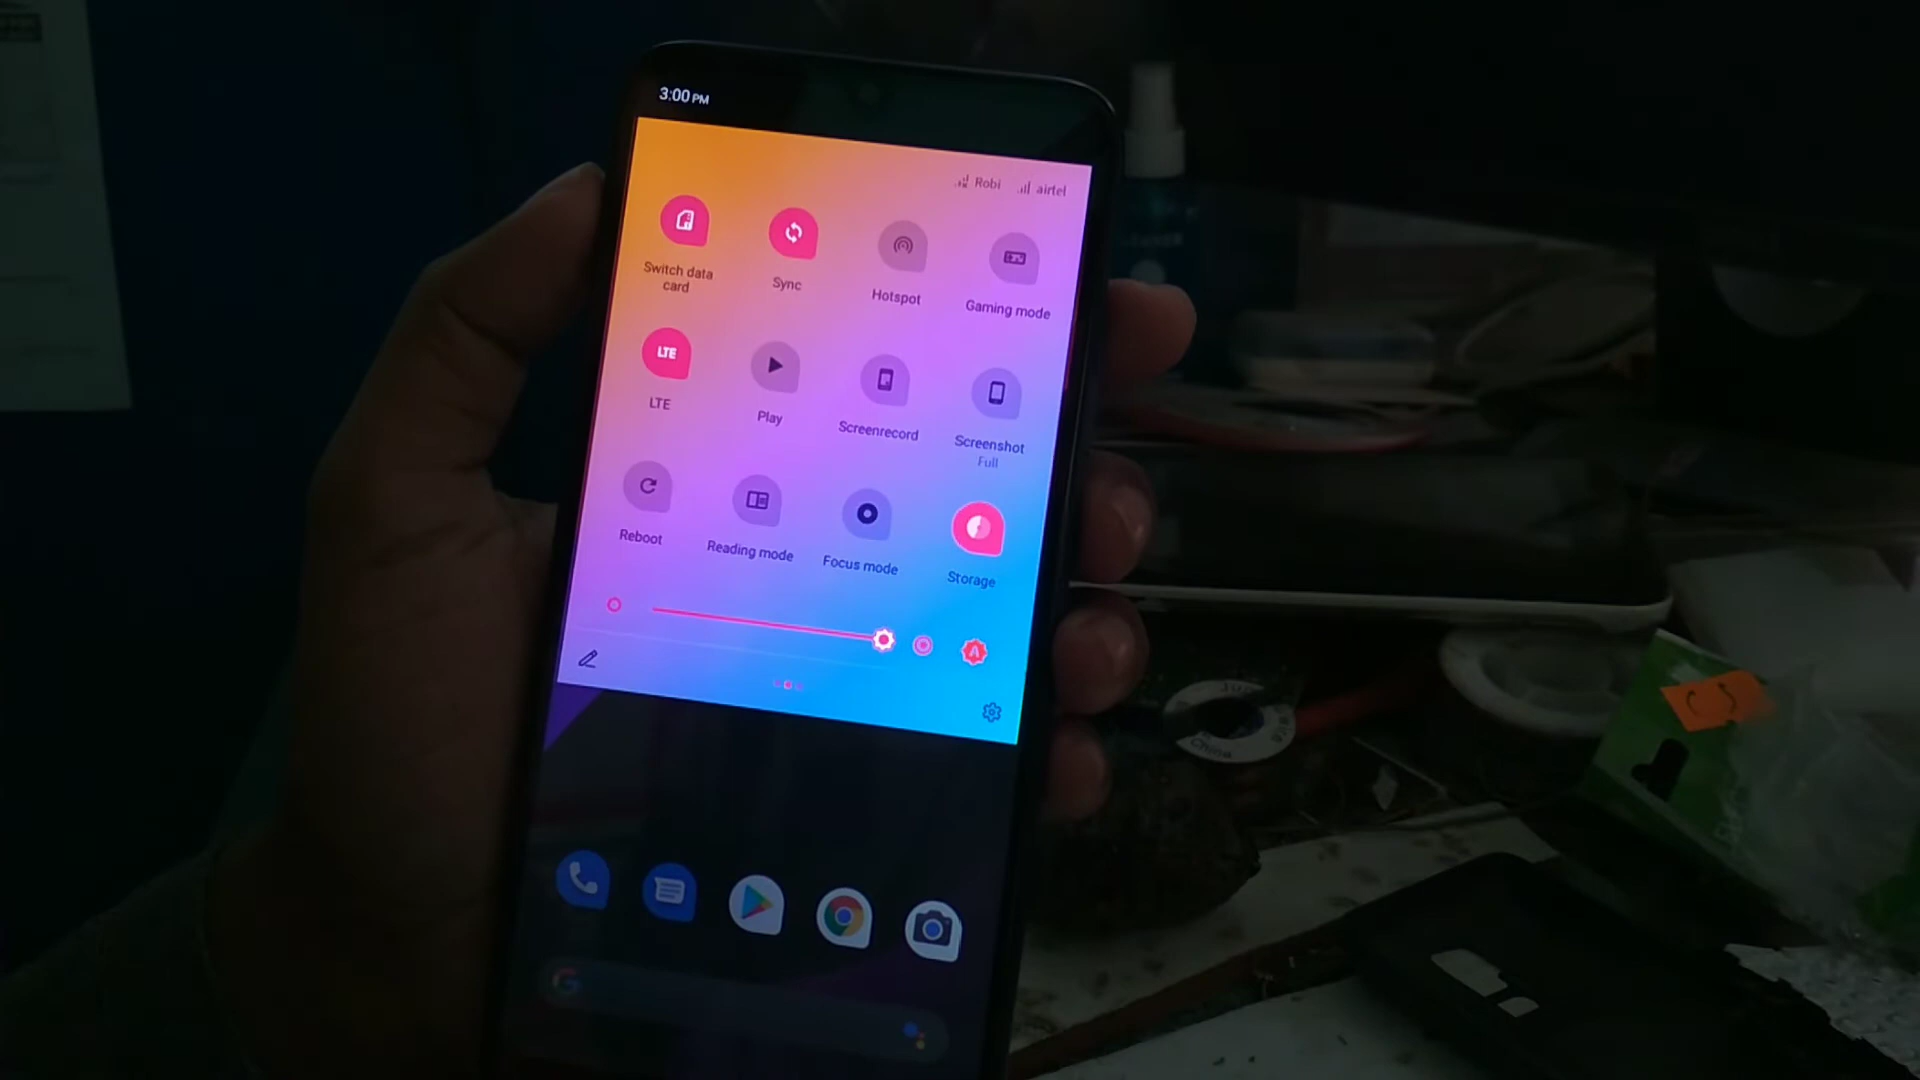 3:00 PM
Robi airtel
Switch data card
Sync
Hotspot
Gaming mode
LTE
LTE
Play
Screenrecord
Screenshot
Full
Reboot
Reading mode
Focus mode
Storage
A
G
China